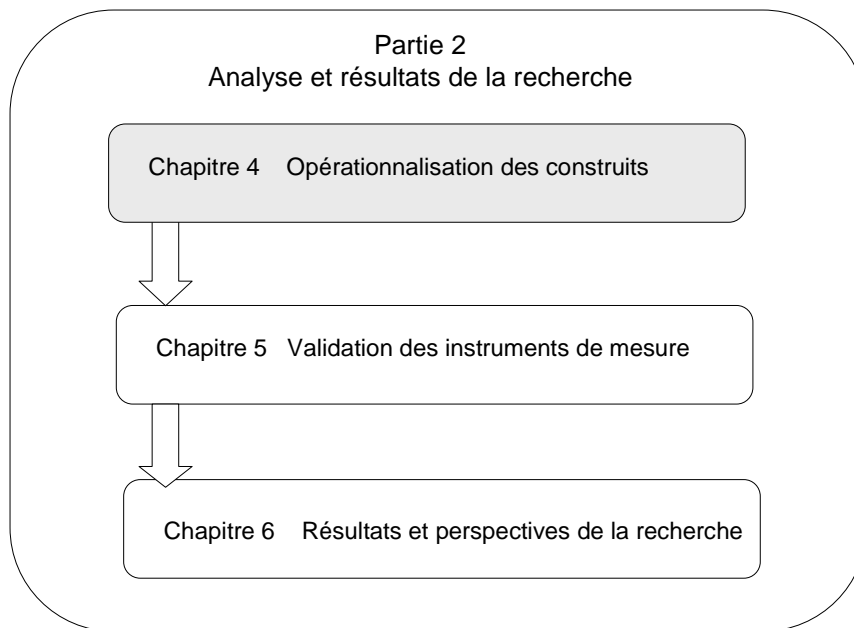 Partie 2
Analyse et résultats de la recherche
Chapitre 4 Opérationnalisation des construits
Chapitre 5 Validation des instruments de mesure
Chapitre 6 Résultats et perspectives de la recherche